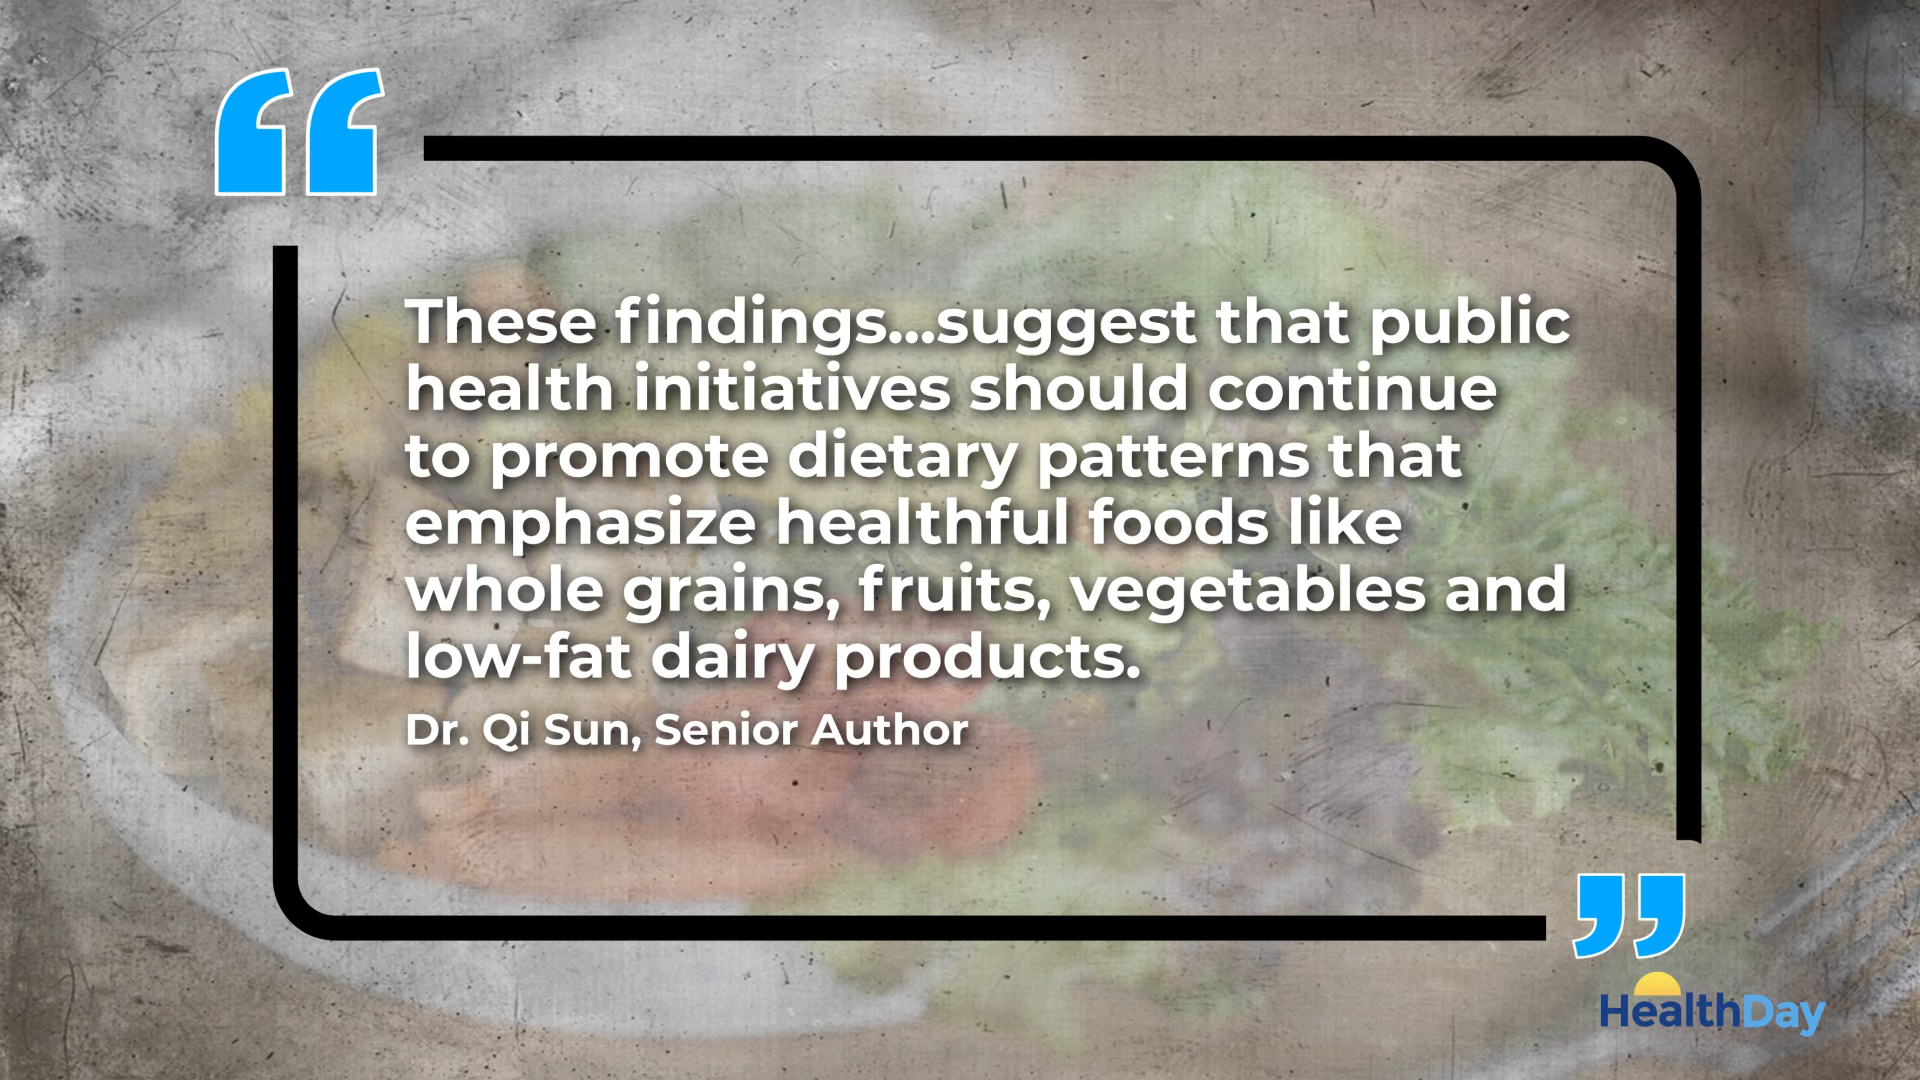 “
These findings...suggest that public
health initiatives should continue
to promote dietary patterns that
emphasize healthful foods like
whole grains, fruits, vegetables and
low-fat dairy products.
Dr. Qi Sun, Senior Author
”
HealthDay